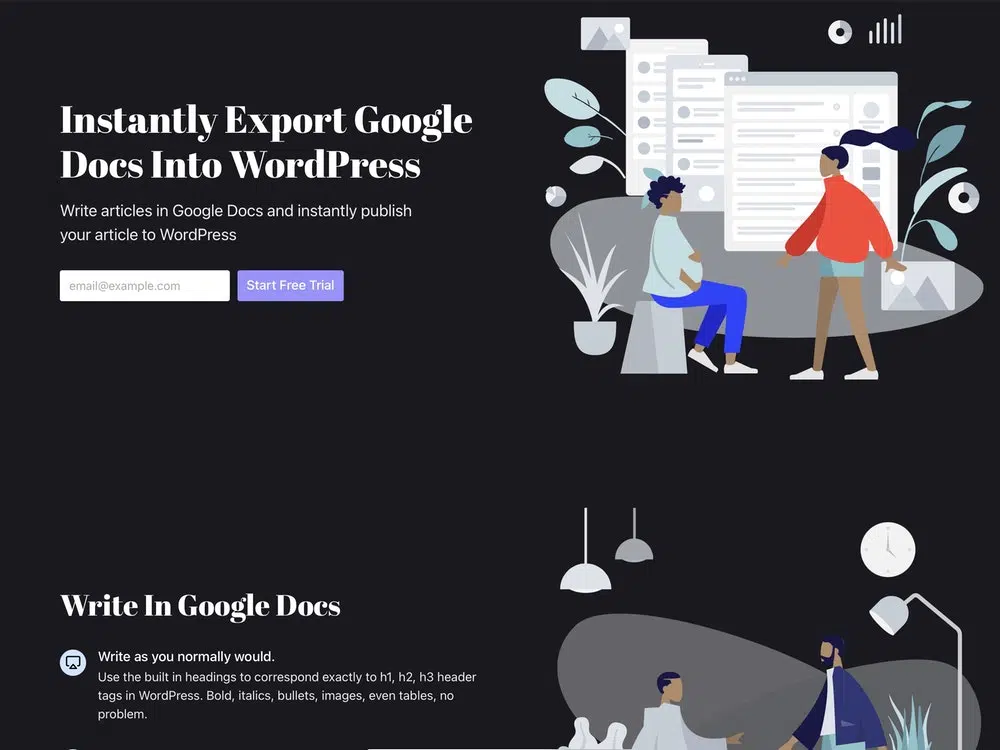 Instantly Export Google
Docs Into WordPress
Write articles in Google Docs and instantly publish
your article to WordPress
email@example.com
Start Free Trial
Write In Google Docs
Write as you normally would.
Use the built in headings to correspond exactly to h1, h2, h3 header
tags in WordPress. Bold, italics, bullets, images, even tables, no
problem.